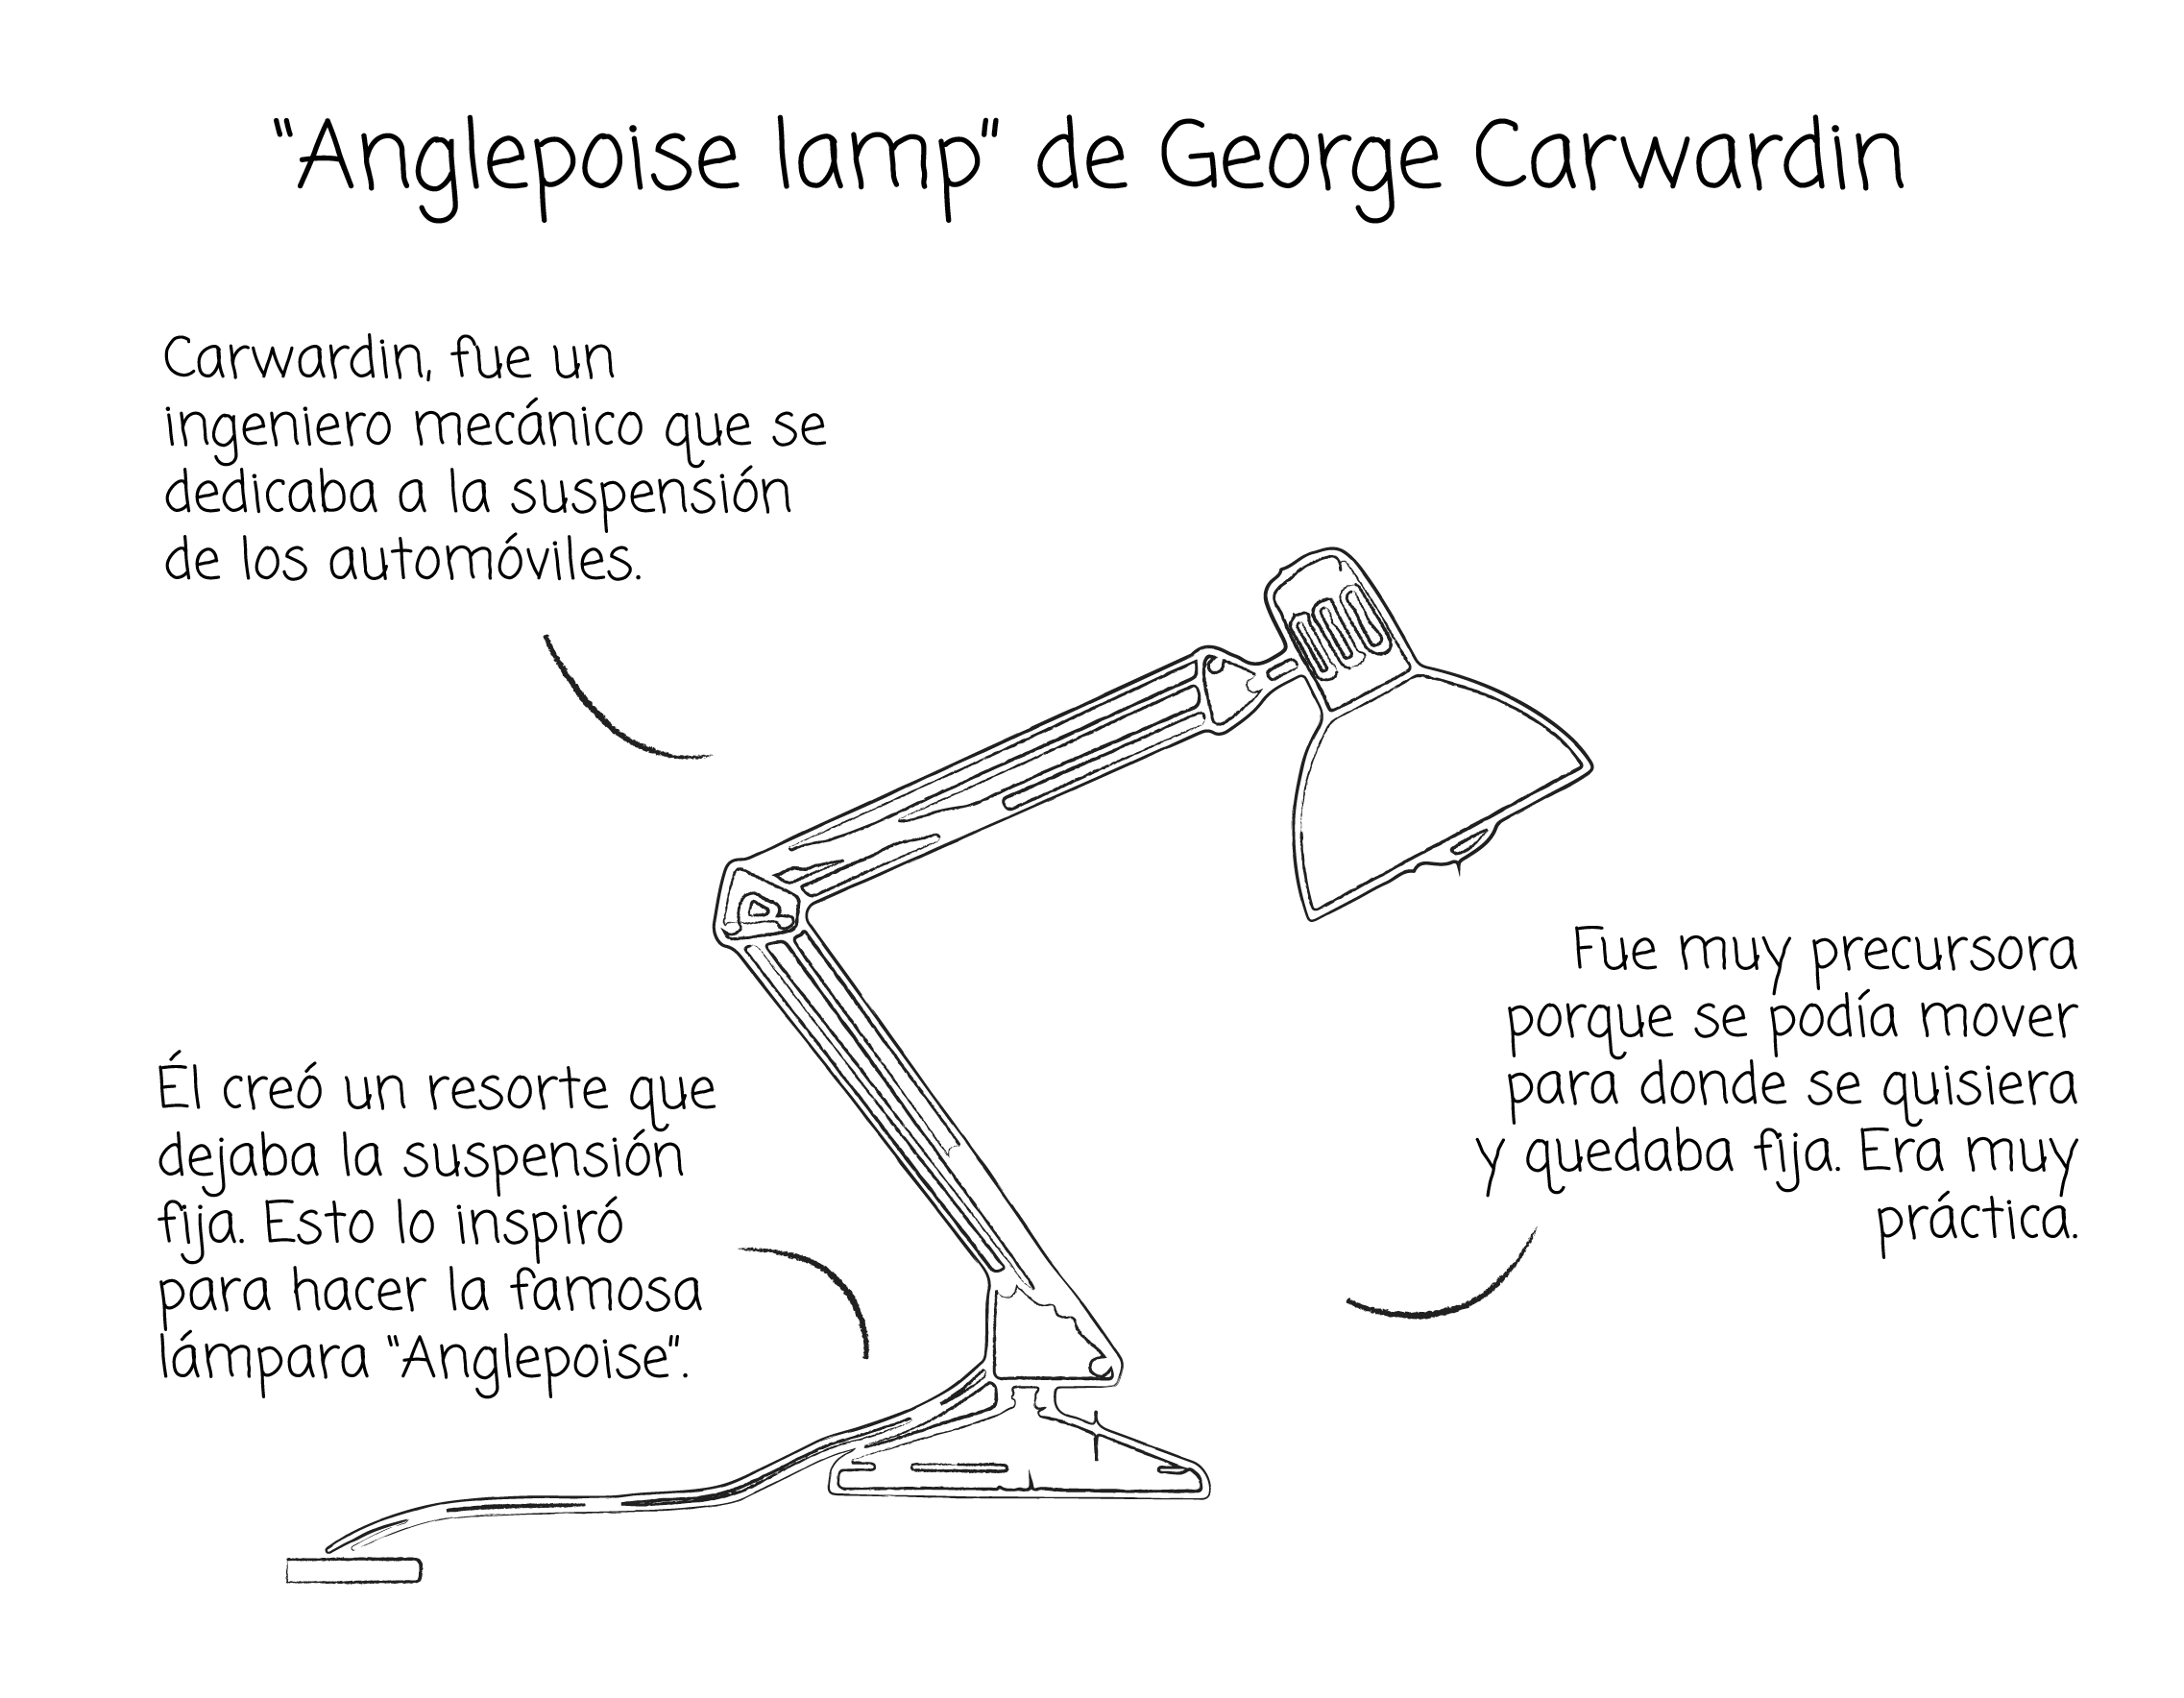 "Anglepoise lamp" de George Carwardin
Carwardin, fue un
ingeniero mecánico que se
dedicaba a la suspensión
de los automóviles.
Él creó un resorte que
dejaba la suspensión
fija. Esto lo inspiró
para hacer la famosa
lámpara "Anglepoise".
Fue muy precursora
porque se podía mover
para donde se quisiera
y quedaba fija. Era muy
práctica.